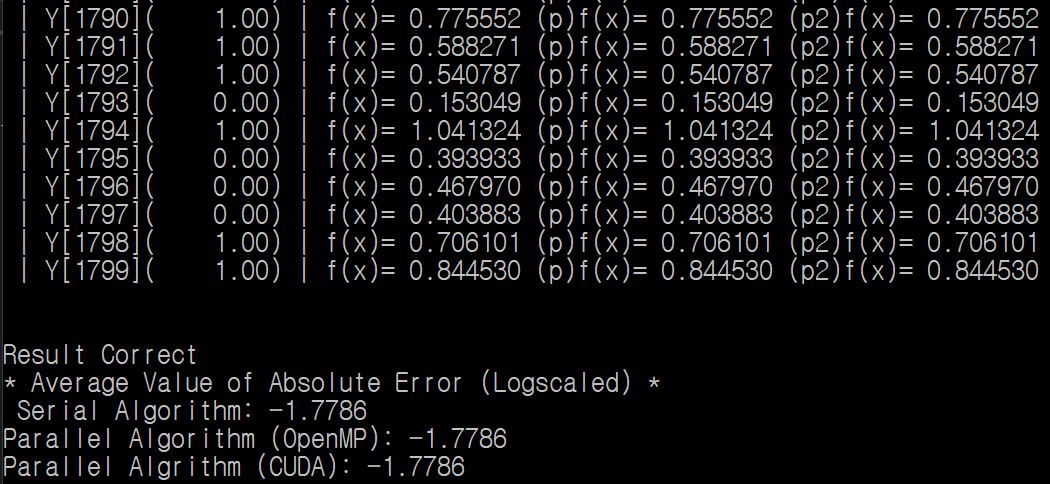 | Y[1790](    1.00) | f(x)= 0.775552 (p)f(x)= 0.775552 (p2)f(x)= 0.775552
| Y[1791](    1.00) | f(x)= 0.588271 (p)f(x)= 0.588271 (p2)f(x)= 0.588271
| Y[1792](    1.00) | f(x)= 0.540787 (p)f(x)= 0.540787 (p2)f(x)= 0.540787
| Y[1793](    0.00) | f(x)= 0.153049 (p)f(x)= 0.153049 (p2)f(x)= 0.153049
| Y[1794](    1.00) | f(x)= 1.041324 (p)f(x)= 1.041324 (p2)f(x)= 1.041324
| Y[1795](    0.00) | f(x)= 0.393933 (p)f(x)= 0.393933 (p2)f(x)= 0.393933
| Y[1796](    0.00) | f(x)= 0.467970 (p)f(x)= 0.467970 (p2)f(x)= 0.467970
| Y[1797](    0.00) | f(x)= 0.403883 (p)f(x)= 0.403883 (p2)f(x)= 0.403883
| Y[1798](    1.00) | f(x)= 0.706101 (p)f(x)= 0.706101 (p2)f(x)= 0.706101
| Y[1799](    1.00) | f(x)= 0.844530 (p)f(x)= 0.844530 (p2)f(x)= 0.844530
Result Correct
* Average Value of Absolute Error (Logscaled) *
Serial Algorithm: -1.7786
Parallel Algorithm (OpenMP): -1.7786
Parallel Algrithm (CUDA): -1.7786